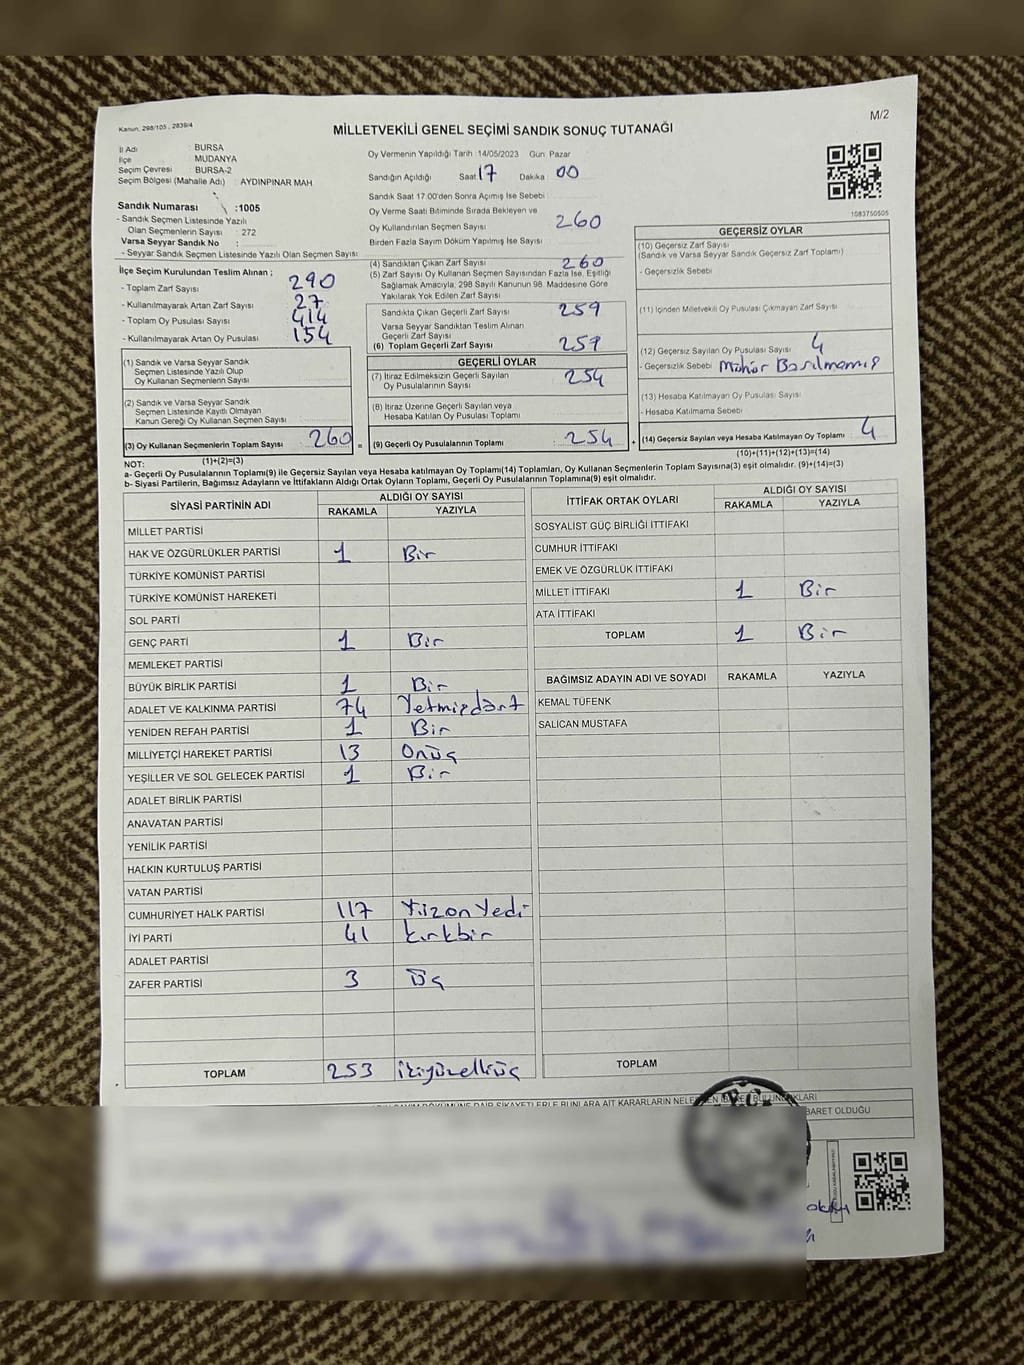 Kanun, 298/105, 2839/4
M/2
MİLLETVEKİLİ GENEL SEÇİMİ SANDIK SONUÇ TUTANAĞI
İl Adı : BURSA
İlçe : MUDANYA
Seçim Çevresi : BURSA-2
Seçim Bölgesi (Mahalle Adı) : AYDINPINAR MAH
Sandık Numarası :1005
- Sandık Seçmen Listesinde Yazılı
Olan Seçmenlerin Sayısı : 272
Varsa Seyyar Sandık No :
- Seyyar Sandık Seçmen Listesinde Yazılı Olan Seçmen Sayısı
İlçe Seçim Kurulundan Teslim Alınan ;
- Toplam Zarf Sayısı 290
- Kullanılmayarak Artan Zarf Sayısı 27
- Toplam Oy Pusulası Sayısı 414
- Kullanılmayarak Artan Oy Pusulası 154
(1) Sandık ve Varsa Seyyar Sandık
Seçmen Listesinde Yazılı Olup
Oy Kullanan Seçmenlerin Sayısı
(2) Sandık ve Varsa Seyyar Sandık
Seçmen Listesinde Kayıtlı Olmayan
Kanun Gereği Oy Kullanan Seçmen Sayısı
(3) Oy Kullanan Seçmenlerin Toplam Sayısı 260 =
(1)+(2)=(3)
Oy Vermenin Yapıldığı Tarih :14/05/2023 Gun: Pazar
Sandığın Açıldığı Saat 17 Dakika 00
Sandık Saat 17.00'den Sonra Açımış İse Sebebi :
Oy Verme Saati Bitiminde Sırada Bekleyen ve
Oy Kullandırılan Seçmen Sayısı 260
Birden Fazla Sayım Döküm Yapılmış İse Sayısı
(4) Sandıktan Çıkan Zarf Sayısı 260
(5) Zarf Sayısı Oy Kullanan Seçmen Sayısından Fazla İse, Eşitliği
Sağlamak Amacıyla, 298 Sayılı Kanunun 98. Maddesine Göre
Yakılarak Yok Edilen Zarf Sayısı
Sandıkta Çıkan Geçerli Zarf Sayısı 259
Varsa Seyyar Sandıktan Teslim Alınan
Geçerli Zarf Sayısı
(6) Toplam Geçerli Zarf Sayısı 259
GEÇERLİ OYLAR
(7) İtiraz Edilmeksizin Geçerli Sayılan
Oy Pusulalarının Sayısı 254
(8) İtiraz Üzerine Geçerli Sayılan veya
Hesaba Katılan Oy Pusulası Toplamı
(9) Geçerli Oy Pusulalarının Toplamı 254 +
1083750505
GEÇERSİZ OYLAR
(10) Geçersiz Zarf Sayısı
(Sandık ve Varsa Seyyar Sandık Geçersiz Zarf Toplamı)
- Geçersizlik Sebebi
(11) İçinden Milletvekili Oy Pusulası Çıkmayan Zarf Sayısı
(12) Geçersiz Sayılan Oy Pusulası Sayısı 4
- Geçersizlik Sebebi Mühür Basılmamış
(13) Hesaba Katılmayan Oy Pusulası Sayısı
- Hesaba Katılmama Sebebi
(14) Geçersiz Sayılan veya Hesaba Katılmayan Oy Toplamı 4
(10)+(11)+(12)+(13)=(14)
NOT:
a- Geçerli Oy Pusulalarının Toplamı(9) ile Geçersiz Sayılan veya Hesaba katılmayan Oy Toplamı(14) Toplamları, Oy Kullanan Seçmenlerin Toplam Sayısına(3) eşit olmalıdır. (9)+(14)=(3)
b- Siyasi Partilerin, Bağımsız Adayların ve İttifakların Aldığı Ortak Oyların Toplamı, Geçerli Oy Pusulalarının Toplamına(9) eşit olmalıdır.
SİYASİ PARTİNİN ADI ALDIĞI OY SAYISI
RAKAMLA YAZIYLA
MİLLET PARTİSİ
HAK VE ÖZGÜRLÜKLER PARTİSİ 1 Bir
TÜRKİYE KOMÜNİST PARTİSİ
TÜRKİYE KOMÜNİST HAREKETİ
SOL PARTİ
GENÇ PARTİ 1 Bir
MEMLEKET PARTİSİ
BÜYÜK BİRLİK PARTİSİ 1 Bir
ADALET VE KALKINMA PARTİSİ 74 Yetmişdört
YENİDEN REFAH PARTİSİ 1 Bir
MİLLİYETÇİ HAREKET PARTİSİ 13 Onüç
YEŞİLLER VE SOL GELECEK PARTİSİ 1 Bir
ADALET BİRLİK PARTİSİ
ANAVATAN PARTİSİ
YENİLİK PARTİSİ
HALKIN KURTULUŞ PARTİSİ
VATAN PARTİSİ
CUMHURİYET HALK PARTİSİ 117 Yüzon Yedi
İYİ PARTİ 41 kırkbir
ADALET PARTİSİ
ZAFER PARTİSİ 3 Üç
TOPLAM 253 ikiyüzelliüç
İTTİFAK ORTAK OYLARI ALDIĞI OY SAYISI
RAKAMLA YAZIYLA
SOSYALİST GÜÇ BİRLİĞİ İTTİFAKI
CUMHUR İTTİFAKI
EMEK VE ÖZGÜRLÜK İTTİFAKI
MİLLET İTTİFAKI 1 Bir
ATA İTTİFAKI
TOPLAM 1 Bir
BAĞIMSIZ ADAYIN ADI VE SOYADI RAKAMLA YAZIYLA
KEMAL TÜFENK
SALİCAN MUSTAFA
TOPLAM
BARET OLDUĞU